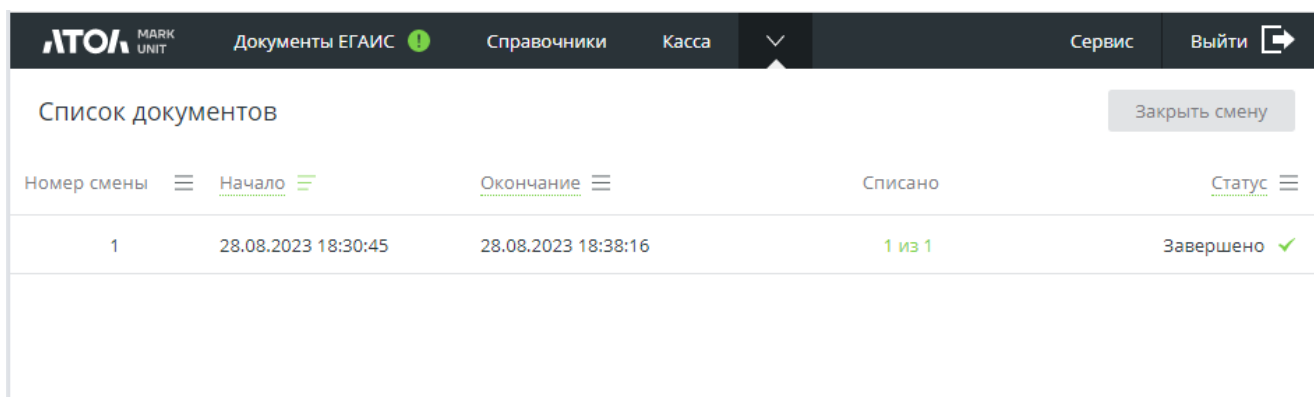 АТОЛ MARK UNIT Документы ЕГАИС ! Справочники Касса Сервис Выйти
Список документов Закрыть смену
Номер смены Начало Окончание Списано Статус
1 28.08.2023 18:30:45 28.08.2023 18:38:16 1 из 1 Завершено